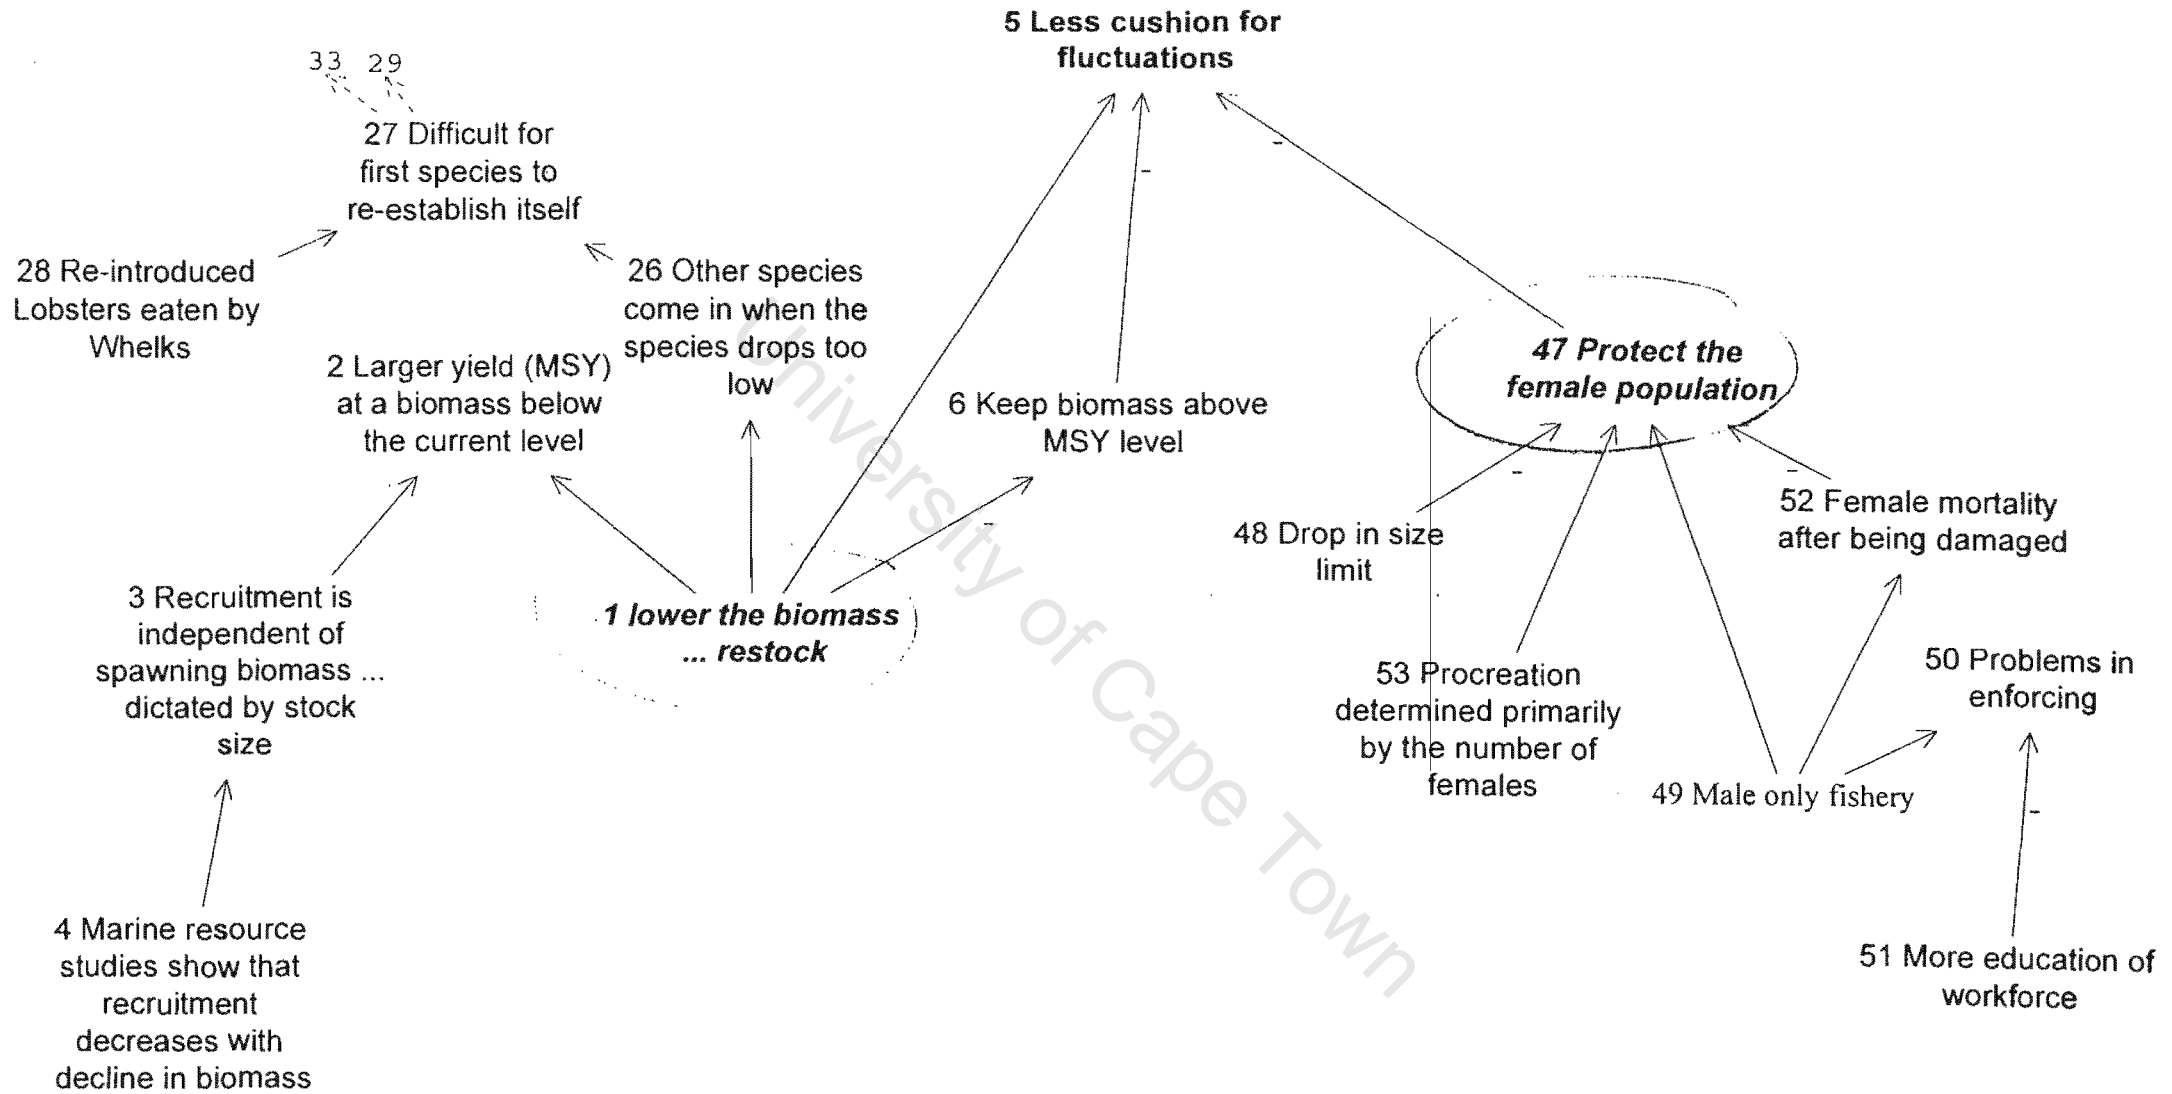 5 Less cushion for
fluctuations
33 29
27 Difficult for
first species to
re-establish itself
28 Re-introduced
Lobsters eaten by
Whelks
26 Other species
come in when the
species drops too
low
2 Larger yield (MSY)
at a biomass below
the current level
6 Keep biomass above
MSY level
47 Protect the
female population
48 Drop in size
limit
52 Female mortality
after being damaged
3 Recruitment is
independent of
spawning biomass ...
dictated by stock
size
1 lower the biomass
... restock
53 Procreation
determined primarily
by the number of
females
50 Problems in
enforcing
49 Male only fishery
4 Marine resource
studies show that
recruitment
decreases with
decline in biomass
51 More education of
workforce
-
-
-
-
-
-
University of Cape Town